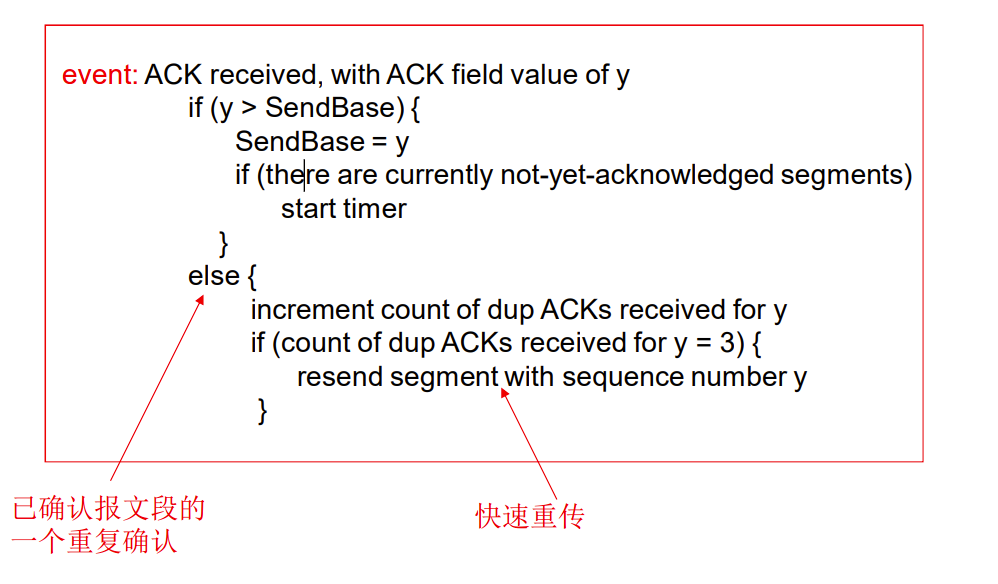 event: ACK received, with ACK field value of y
if (y > SendBase) {
SendBase = y
if (there are currently not-yet-acknowledged segments)
start timer
}
else {
increment count of dup ACKs received for y
if (count of dup ACKs received for y = 3) {
resend segment with sequence number y
}
已确认报文段的
一个重复确认
快速重传